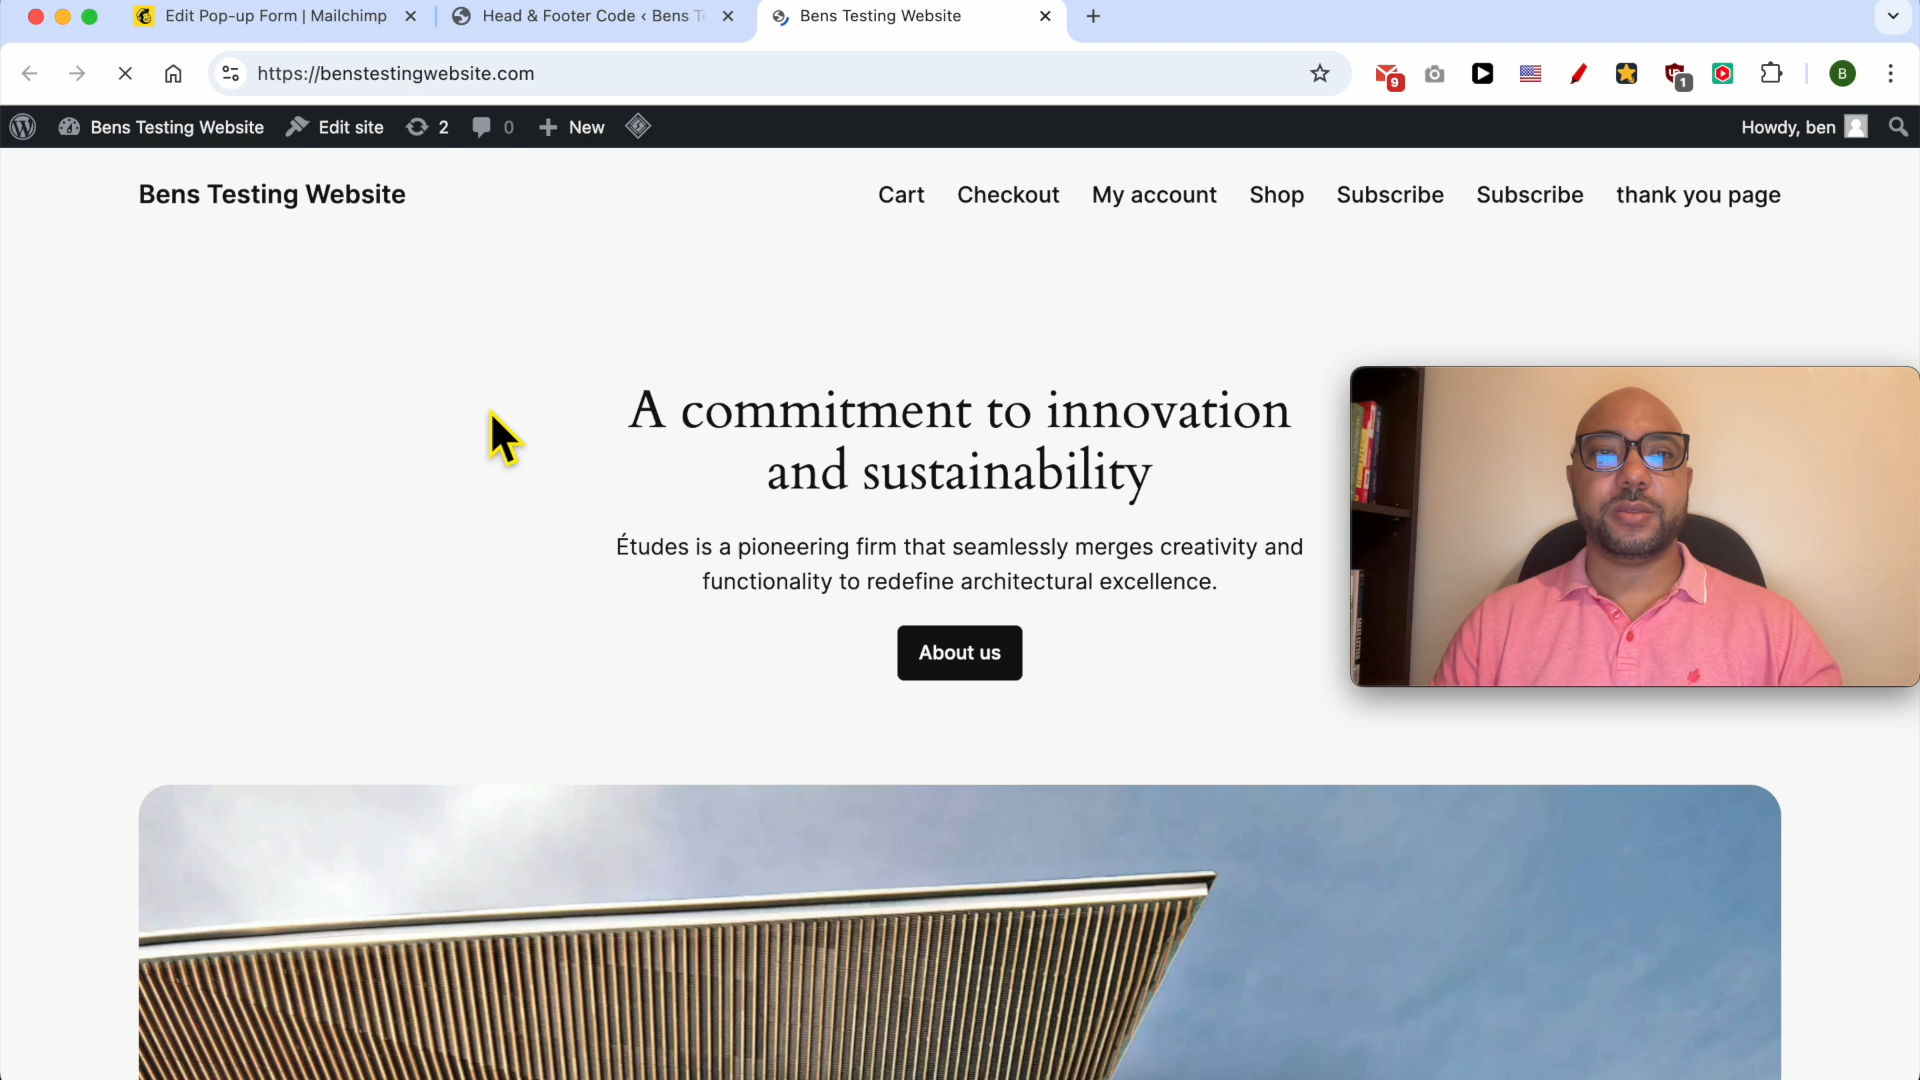 Edit Pop-up Form | Mailchimp
Head & Footer Code ‹ Bens T
Bens Testing Website
https://benstestingwebsite.com
9
1
B
Bens Testing Website
Edit site
2
0
New
Howdy, ben
Bens Testing Website
Cart
Checkout
My account
Shop
Subscribe
Subscribe
thank you page
A commitment to innovation
and sustainability
Études is a pioneering firm that seamlessly merges creativity and
functionality to redefine architectural excellence.
About us